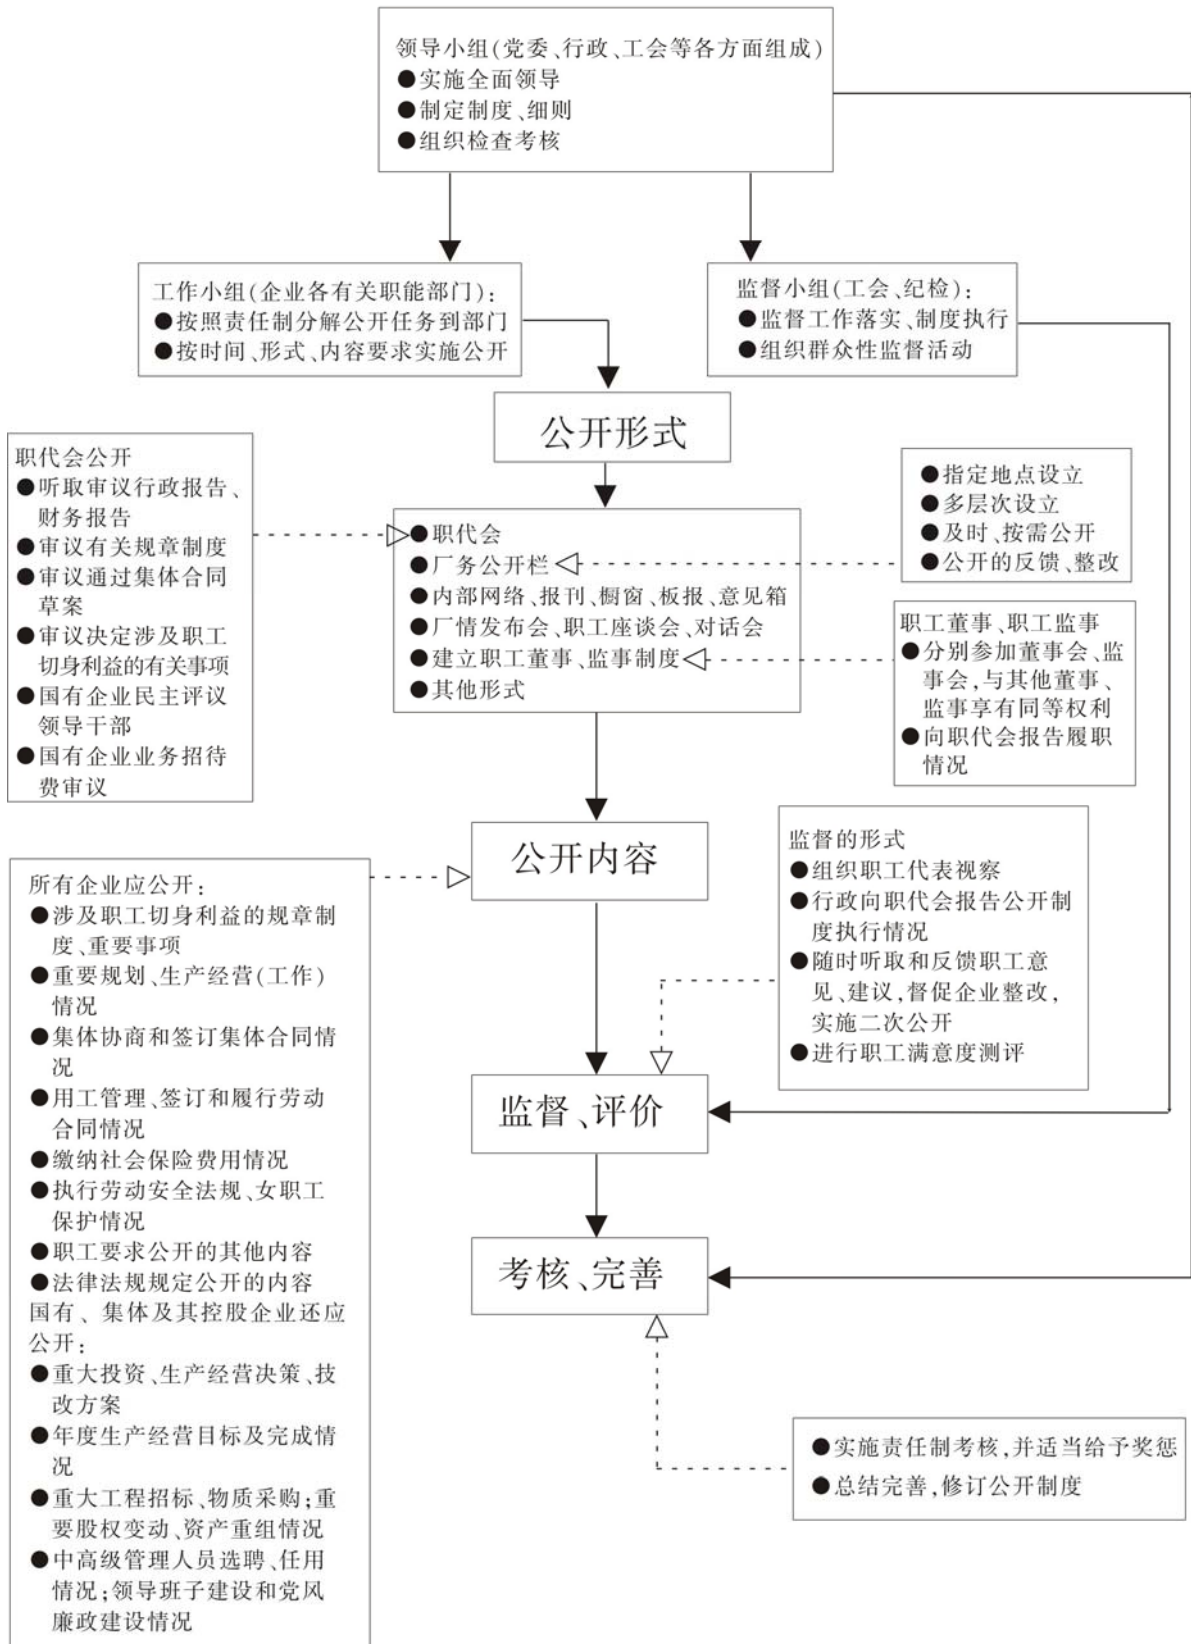 领导小组(党委、行政、工会等各方面组成)
●实施全面领导
●制定制度、细则
●组织检查考核
工作小组(企业各有关职能部门):
●按照责任制分解公开任务到部门
●按时间、形式、内容要求实施公开
监督小组(工会、纪检):
●监督工作落实、制度执行
●组织群众性监督活动
公开形式
职代会公开
●听取审议行政报告、
财务报告
●审议有关规章制度
●审议通过集体合同
草案
●审议决定涉及职工
切身利益的有关事项
●国有企业民主评议
领导干部
●国有企业业务招待
费审议
●职代会
●厂务公开栏
●内部网络、报刊、橱窗、板报、意见箱
●厂情发布会、职工座谈会、对话会
●建立职工董事、监事制度
●其他形式
●指定地点设立
●多层次设立
●及时、按需公开
●公开的反馈、整改
职工董事、职工监事
●分别参加董事会、监
事会,与其他董事、
监事享有同等权利
●向职代会报告履职
情况
公开内容
所有企业应公开:
●涉及职工切身利益的规章制
度、重要事项
●重要规划、生产经营(工作)
情况
●集体协商和签订集体合同情
况
●用工管理、签订和履行劳动
合同情况
●缴纳社会保险费用情况
●执行劳动安全法规、女职工
保护情况
●职工要求公开的其他内容
●法律法规规定公开的内容
国有、集体及其控股企业还应
公开:
●重大投资、生产经营决策、技
改方案
●年度生产经营目标及完成情
况
●重大工程招标、物质采购;重
要股权变动、资产重组情况
●中高级管理人员选聘、任用
情况;领导班子建设和党风
廉政建设情况
监督的形式
●组织职工代表视察
●行政向职代会报告公开制
度执行情况
●随时听取和反馈职工意
见、建议,督促企业整改,
实施二次公开
●进行职工满意度测评
监督、评价
考核、完善
●实施责任制考核,并适当给予奖惩
●总结完善,修订公开制度